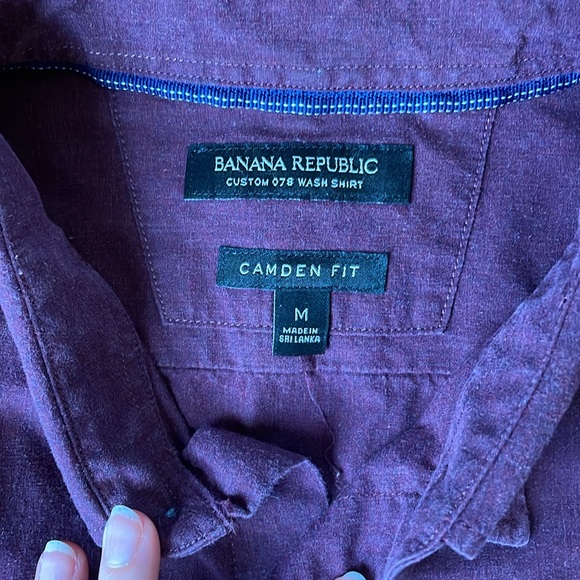 BANANA REPUBLIC
CUSTOM 078 WASH SHIRT
CAMDEN FIT
M
MADE IN
SRI LANKA